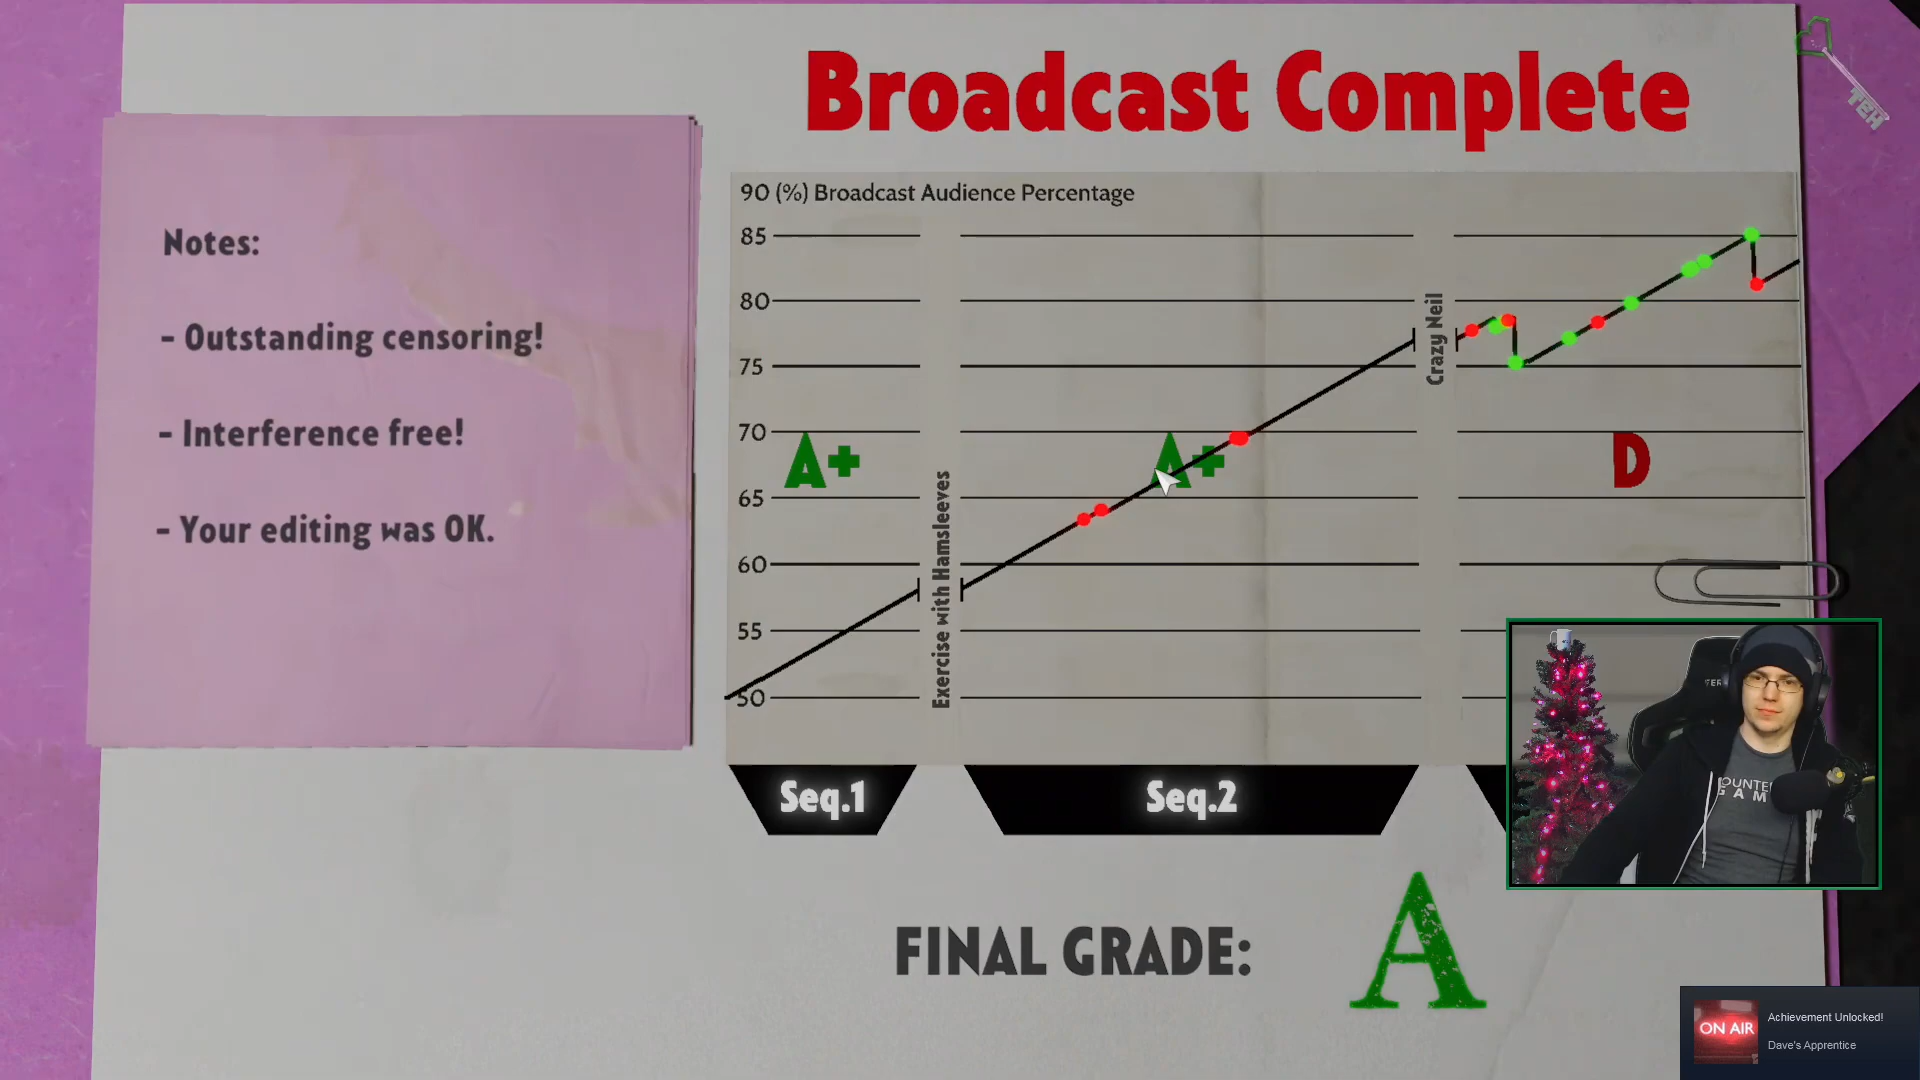 Broadcast Complete
Notes:
- Outstanding censoring!
- Interference free!
- Your editing was OK.
90 (%) Broadcast Audience Percentage
85
80
75
70
65
60
55
50
A+
Exercise with Hamsleeves
A+
Crazy Neil
D
Seq.1
Seq.2
FINAL GRADE: A
TEH
ON AIR
Achievement Unlocked!
Dave's Apprentice